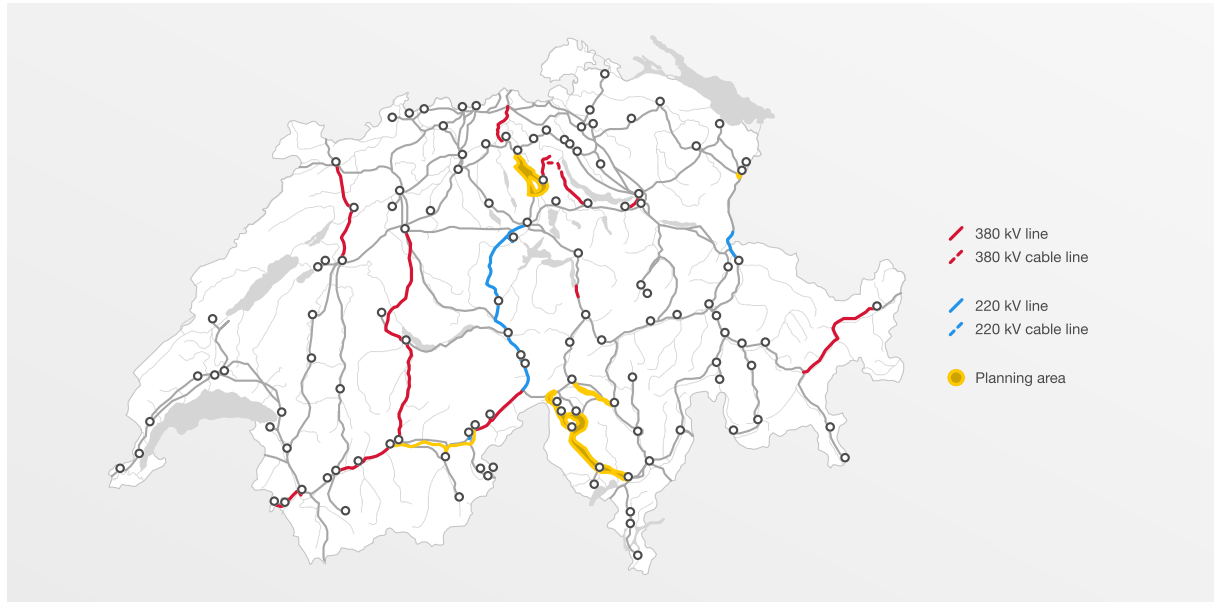 380 kV line
380 kV cable line
220 kV line
220 kV cable line
Planning area